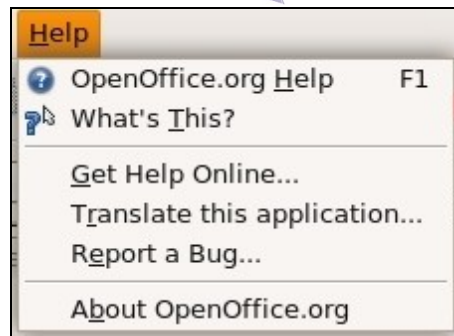 Help
OpenOffice.org Help F1
What's This?
Get Help Online...
Translate this application...
Report a Bug...
About OpenOffice.org